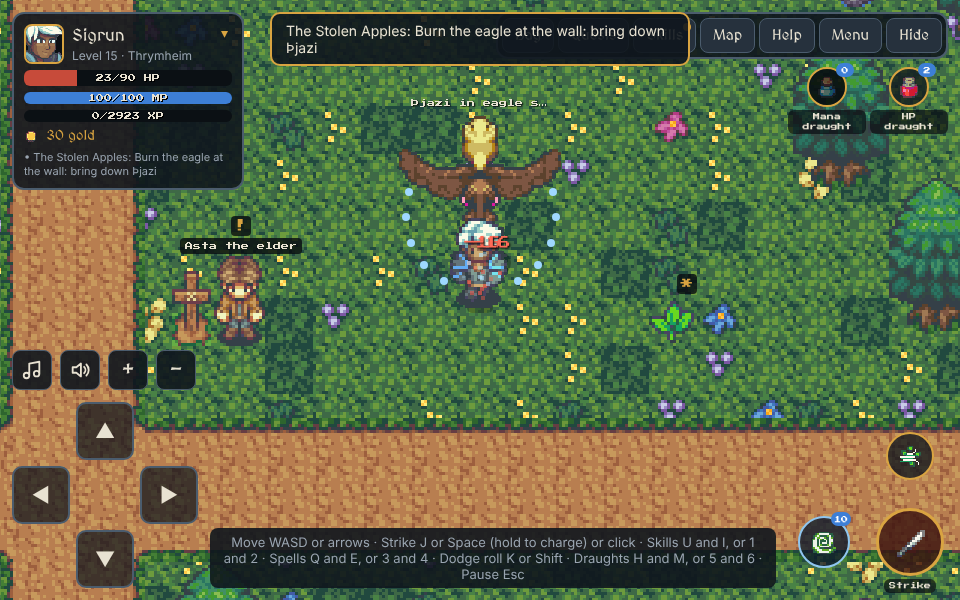 Sigrun
Level 15 · Thrymheim
23/90 HP
100/100 MP
0/2923 XP
30 gold
• The Stolen Apples: Burn the eagle at
the wall: bring down Þjazi
The Stolen Apples: Burn the eagle at the wall: bring down
Þjazi
Map
Help
Menu
Hide
0
2
Mana
draught
HP
draught
Þjazi in eagle s…
!
Asta the elder
*
+
−
10
Strike
Move WASD or arrows · Strike J or Space (hold to charge) or click · Skills U and I, or 1
and 2 · Spells Q and E, or 3 and 4 · Dodge roll K or Shift · Draughts H and M, or 5 and 6 ·
Pause Esc